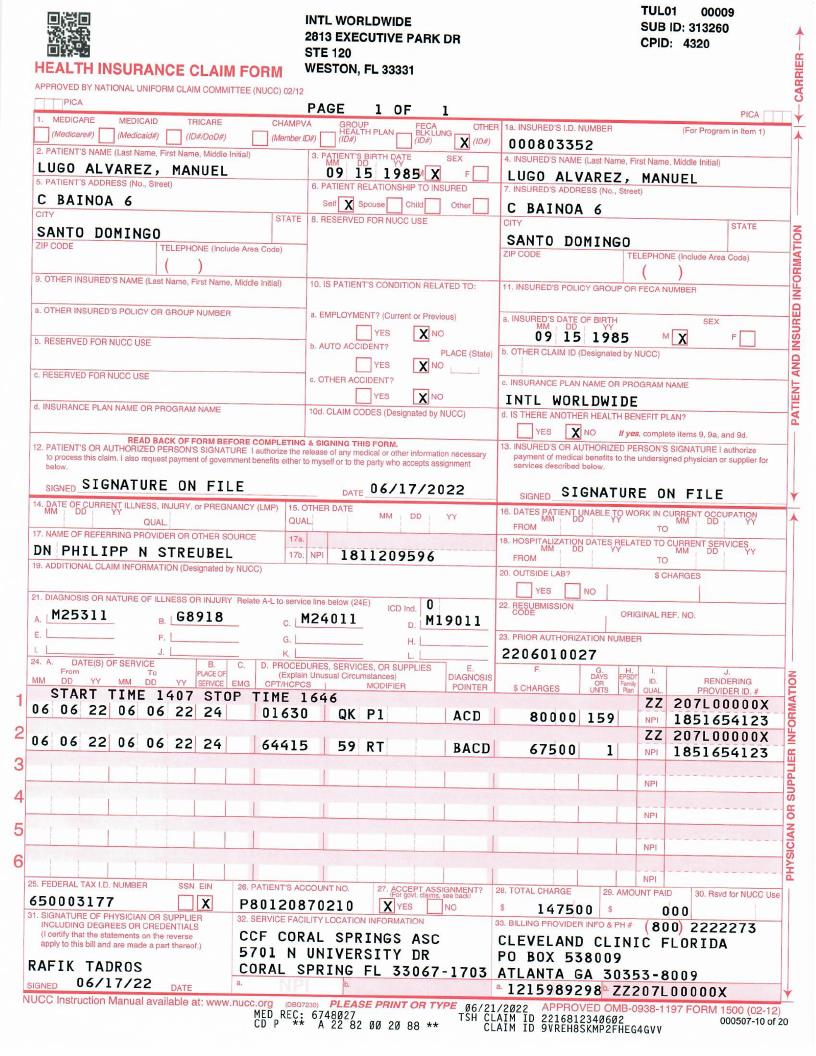 INTL WORLDWIDE
2813 EXECUTIVE PARK DR
STE 120
WESTON, FL 33331
TUL01 00009
SUB ID: 313260
CPID: 4320
HEALTH INSURANCE CLAIM FORM
APPROVED BY NATIONAL UNIFORM CLAIM COMMITTEE (NUCC) 02/12
PICA
PAGE 1 OF 1
PICA
CARRIER
1. MEDICARE MEDICAID TRICARE CHAMPVA GROUP HEALTH PLAN FECA BLK LUNG OTHER
(Medicare#) (Medicaid#) (ID#/DoD#) (Member ID#) (ID#) (ID#) X (ID#)
1a. INSURED'S I.D. NUMBER (For Program in Item 1)
000803352
2. PATIENT'S NAME (Last Name, First Name, Middle Initial)
LUGO ALVAREZ, MANUEL
3. PATIENT'S BIRTH DATE SEX
MM DD YY
09 15 1985 M X F
4. INSURED'S NAME (Last Name, First Name, Middle Initial)
LUGO ALVAREZ, MANUEL
5. PATIENT'S ADDRESS (No., Street)
C BAINOA 6
6. PATIENT RELATIONSHIP TO INSURED
Self X Spouse Child Other
7. INSURED'S ADDRESS (No., Street)
C BAINOA 6
CITY STATE
SANTO DOMINGO
8. RESERVED FOR NUCC USE
CITY STATE
SANTO DOMINGO
ZIP CODE TELEPHONE (Include Area Code)
( )
ZIP CODE TELEPHONE (Include Area Code)
( )
9. OTHER INSURED'S NAME (Last Name, First Name, Middle Initial)
10. IS PATIENT'S CONDITION RELATED TO:
11. INSURED'S POLICY GROUP OR FECA NUMBER
a. OTHER INSURED'S POLICY OR GROUP NUMBER
a. EMPLOYMENT? (Current or Previous)
YES X NO
a. INSURED'S DATE OF BIRTH SEX
MM DD YY
09 15 1985 M X F
b. RESERVED FOR NUCC USE
b. AUTO ACCIDENT? PLACE (State)
YES X NO
b. OTHER CLAIM ID (Designated by NUCC)
c. RESERVED FOR NUCC USE
c. OTHER ACCIDENT?
YES X NO
c. INSURANCE PLAN NAME OR PROGRAM NAME
INTL WORLDWIDE
d. INSURANCE PLAN NAME OR PROGRAM NAME
10d. CLAIM CODES (Designated by NUCC)
d. IS THERE ANOTHER HEALTH BENEFIT PLAN?
YES X NO If yes, complete items 9, 9a, and 9d.
PATIENT AND INSURED INFORMATION
READ BACK OF FORM BEFORE COMPLETING & SIGNING THIS FORM.
12. PATIENT'S OR AUTHORIZED PERSON'S SIGNATURE I authorize the release of any medical or other information necessary
to process this claim. I also request payment of government benefits either to myself or to the party who accepts assignment
below.
SIGNED SIGNATURE ON FILE DATE 06/17/2022
13. INSURED'S OR AUTHORIZED PERSON'S SIGNATURE I authorize
payment of medical benefits to the undersigned physician or supplier for
services described below.
SIGNED SIGNATURE ON FILE
14. DATE OF CURRENT ILLNESS, INJURY, or PREGNANCY (LMP)
MM DD YY
QUAL.
15. OTHER DATE
QUAL. MM DD YY
16. DATES PATIENT UNABLE TO WORK IN CURRENT OCCUPATION
MM DD YY MM DD YY
FROM TO
17. NAME OF REFERRING PROVIDER OR OTHER SOURCE
DN PHILIPP N STREUBEL
17a.
17b. NPI 1811209596
18. HOSPITALIZATION DATES RELATED TO CURRENT SERVICES
MM DD YY MM DD YY
FROM TO
19. ADDITIONAL CLAIM INFORMATION (Designated by NUCC)
20. OUTSIDE LAB? $ CHARGES
YES NO
21. DIAGNOSIS OR NATURE OF ILLNESS OR INJURY Relate A-L to service line below (24E)
ICD Ind. 0
A. M25311 B. G8918 C. M24011 D. M19011
E. F. G. H.
I. J. K. L.
22. RESUBMISSION CODE ORIGINAL REF. NO.
23. PRIOR AUTHORIZATION NUMBER
2206010027
24. A. DATE(S) OF SERVICE B. C. D. PROCEDURES, SERVICES, OR SUPPLIES E. F. G. H. I. J.
From To PLACE OF SERVICE EMG (Explain Unusual Circumstances) DIAGNOSIS POINTER $ CHARGES DAYS OR UNITS EPSDT Family Plan ID. QUAL. RENDERING PROVIDER ID. #
MM DD YY MM DD YY CPT/HCPCS MODIFIER
1 START TIME 1407 STOP TIME 1646 ZZ 207L00000X
06 06 22 06 06 22 24 01630 QK P1 ACD 80000 159 NPI 1851654123
2 ZZ 207L00000X
06 06 22 06 06 22 24 64415 59 RT BACD 67500 1 NPI 1851654123
3 NPI
4 NPI
5 NPI
6 NPI
25. FEDERAL TAX I.D. NUMBER SSN EIN
650003177 X
26. PATIENT'S ACCOUNT NO.
P80120870210
27. ACCEPT ASSIGNMENT?
(For govt. claims, see back)
X YES NO
28. TOTAL CHARGE
$ 147500
29. AMOUNT PAID
$ 000
30. Rsvd for NUCC Use
31. SIGNATURE OF PHYSICIAN OR SUPPLIER
INCLUDING DEGREES OR CREDENTIALS
(I certify that the statements on the reverse
apply to this bill and are made a part thereof.)
RAFIK TADROS
SIGNED 06/17/22 DATE
32. SERVICE FACILITY LOCATION INFORMATION
CCF CORAL SPRINGS ASC
5701 N UNIVERSITY DR
CORAL SPRING FL 33067-1703
a. NPI b.
33. BILLING PROVIDER INFO & PH # (800) 2222273
CLEVELAND CLINIC FLORIDA
PO BOX 538009
ATLANTA GA 30353-8009
a. 1215989298 b. ZZ207L00000X
PHYSICIAN OR SUPPLIER INFORMATION
NUCC Instruction Manual available at: www.nucc.org (DBQ7230) PLEASE PRINT OR TYPE 06/21/2022 APPROVED OMB-0938-1197 FORM 1500 (02-12)
MED REC: 6748027 TSH CLAIM ID 2216812340602 000507-10 of 20
CD P ** A 22 82 00 20 88 ** CLAIM ID 9VREH8SKMP2FHEG4GVV